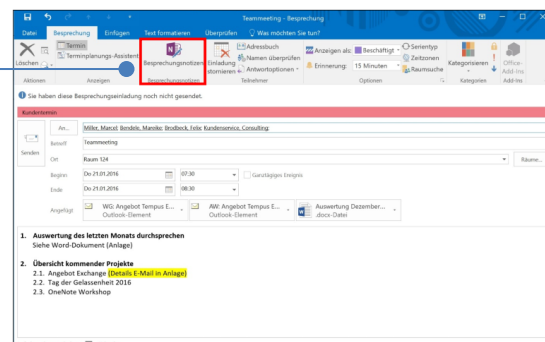 Teammeeting - Besprechung
Datei Besprechung Einfügen Text formatieren Überprüfen Was möchten Sie tun?
Löschen
Termin
Terminplanungs-Assistent
Besprechungsnotizen
Einladung stornieren
Adressbuch
Namen überprüfen
Antwortoptionen
Anzeigen als: Beschäftigt
Erinnerung: 15 Minuten
Serientyp
Zeitzonen
Raumsuche
Kategorisieren
Office-Add-Ins
Aktionen Anzeigen Besprechungsnotizen Teilnehmer Optionen Kategorien Add-Ins
Sie haben diese Besprechungseinladung noch nicht gesendet.
Kundentermin
Senden
An... Miller, Marcel; Bendele, Mareike; Brodbeck, Felix; Kundenservice, Consulting;
Betreff Teammeeting
Ort Raum 124 Räume...
Beginn Do 21.01.2016 07:30 Ganztägiges Ereignis
Ende Do 21.01.2016 08:30
Angefügt
WG: Angebot Tempus E... Outlook-Element
AW: Angebot Tempus E... Outlook-Element
Auswertung Dezember... .docx-Datei
1. Auswertung des letzten Monats durchsprechen
Siehe Word-Dokument (Anlage)
2. Übersicht kommender Projekte
2.1. Angebot Exchange (Details E-Mail in Anlage)
2.2. Tag der Gelassenheit 2016
2.3. OneNote Workshop